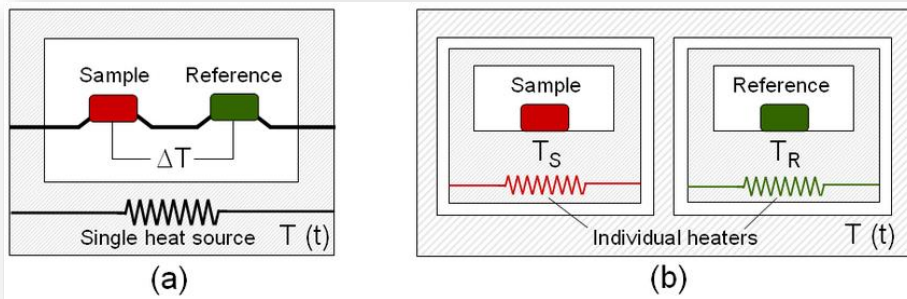 Sample Reference
ΔT
Single heat source T (t)
(a)
Sample Reference
T_S T_R
Individual heaters T (t)
(b)